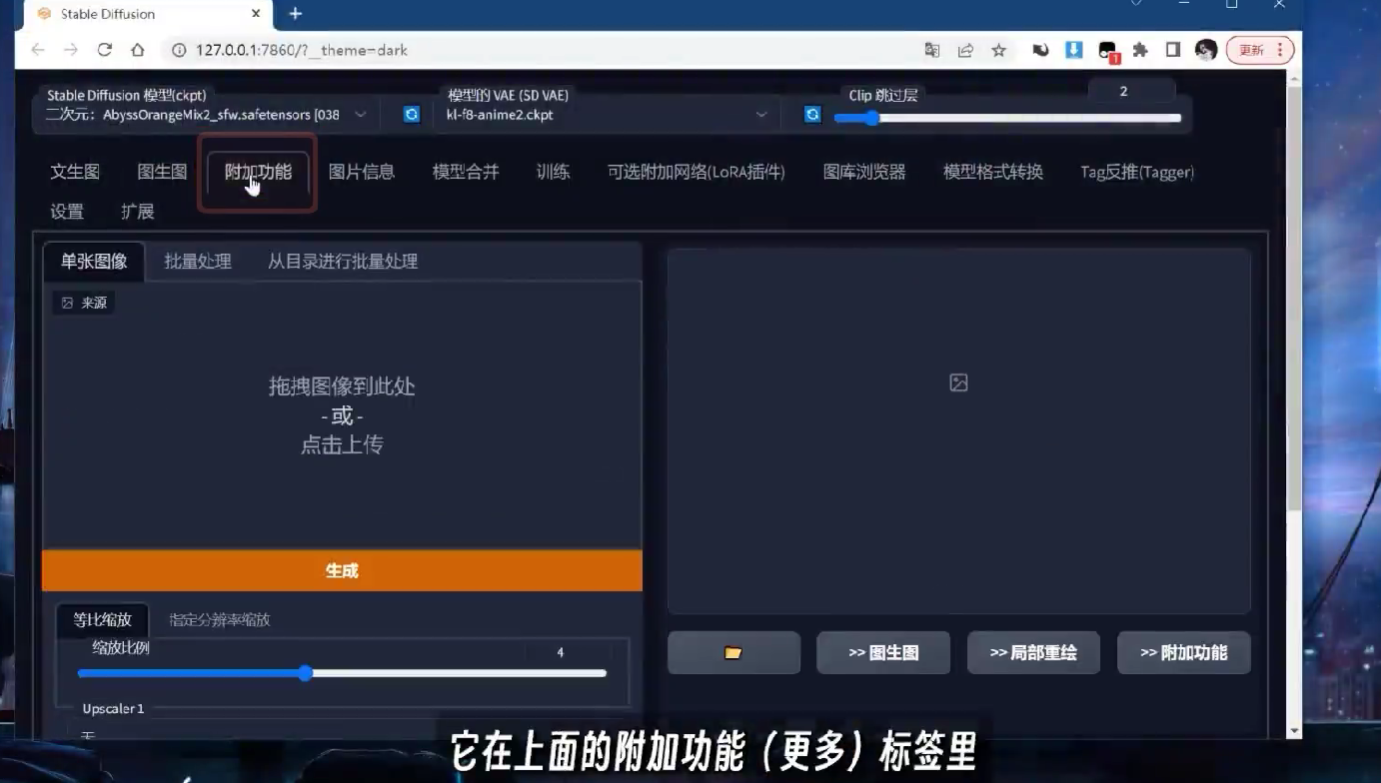 Stable Diffusion
127.0.0.1:7860/?__theme=dark
更新
1
Stable Diffusion 模型(ckpt)
模型的 VAE (SD VAE)
Clip 跳过层
2
二次元：AbyssOrangeMix2_sfw.safetensors [038
kl-f8-anime2.ckpt
文生图 图生图 附加功能 图片信息 模型合并 训练 可选附加网络(LoRA插件) 图库浏览器 模型格式转换 Tag反推(Tagger)
设置 扩展
单张图像 批量处理 从目录进行批量处理
来源
拖拽图像到此处
- 或 -
点击上传
生成
等比缩放 指定分辨率缩放
缩放比例
4
>> 图生图 >> 局部重绘 >> 附加功能
Upscaler 1
无
它在上面的附加功能（更多）标签里